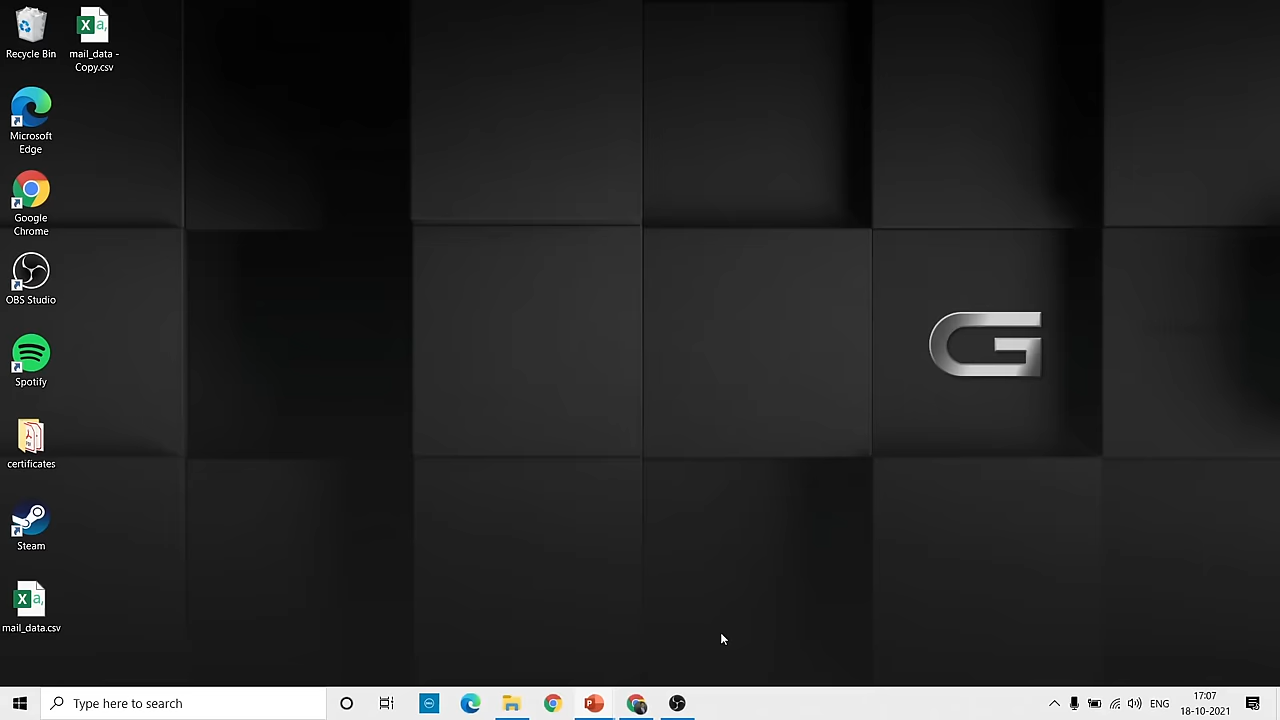 Recycle Bin
mail_data -
Copy.csv
Microsoft
Edge
Google
Chrome
OBS Studio
Spotify
certificates
Steam
mail_data.csv
G
Type here to search
ENG
17:07
18-10-2021